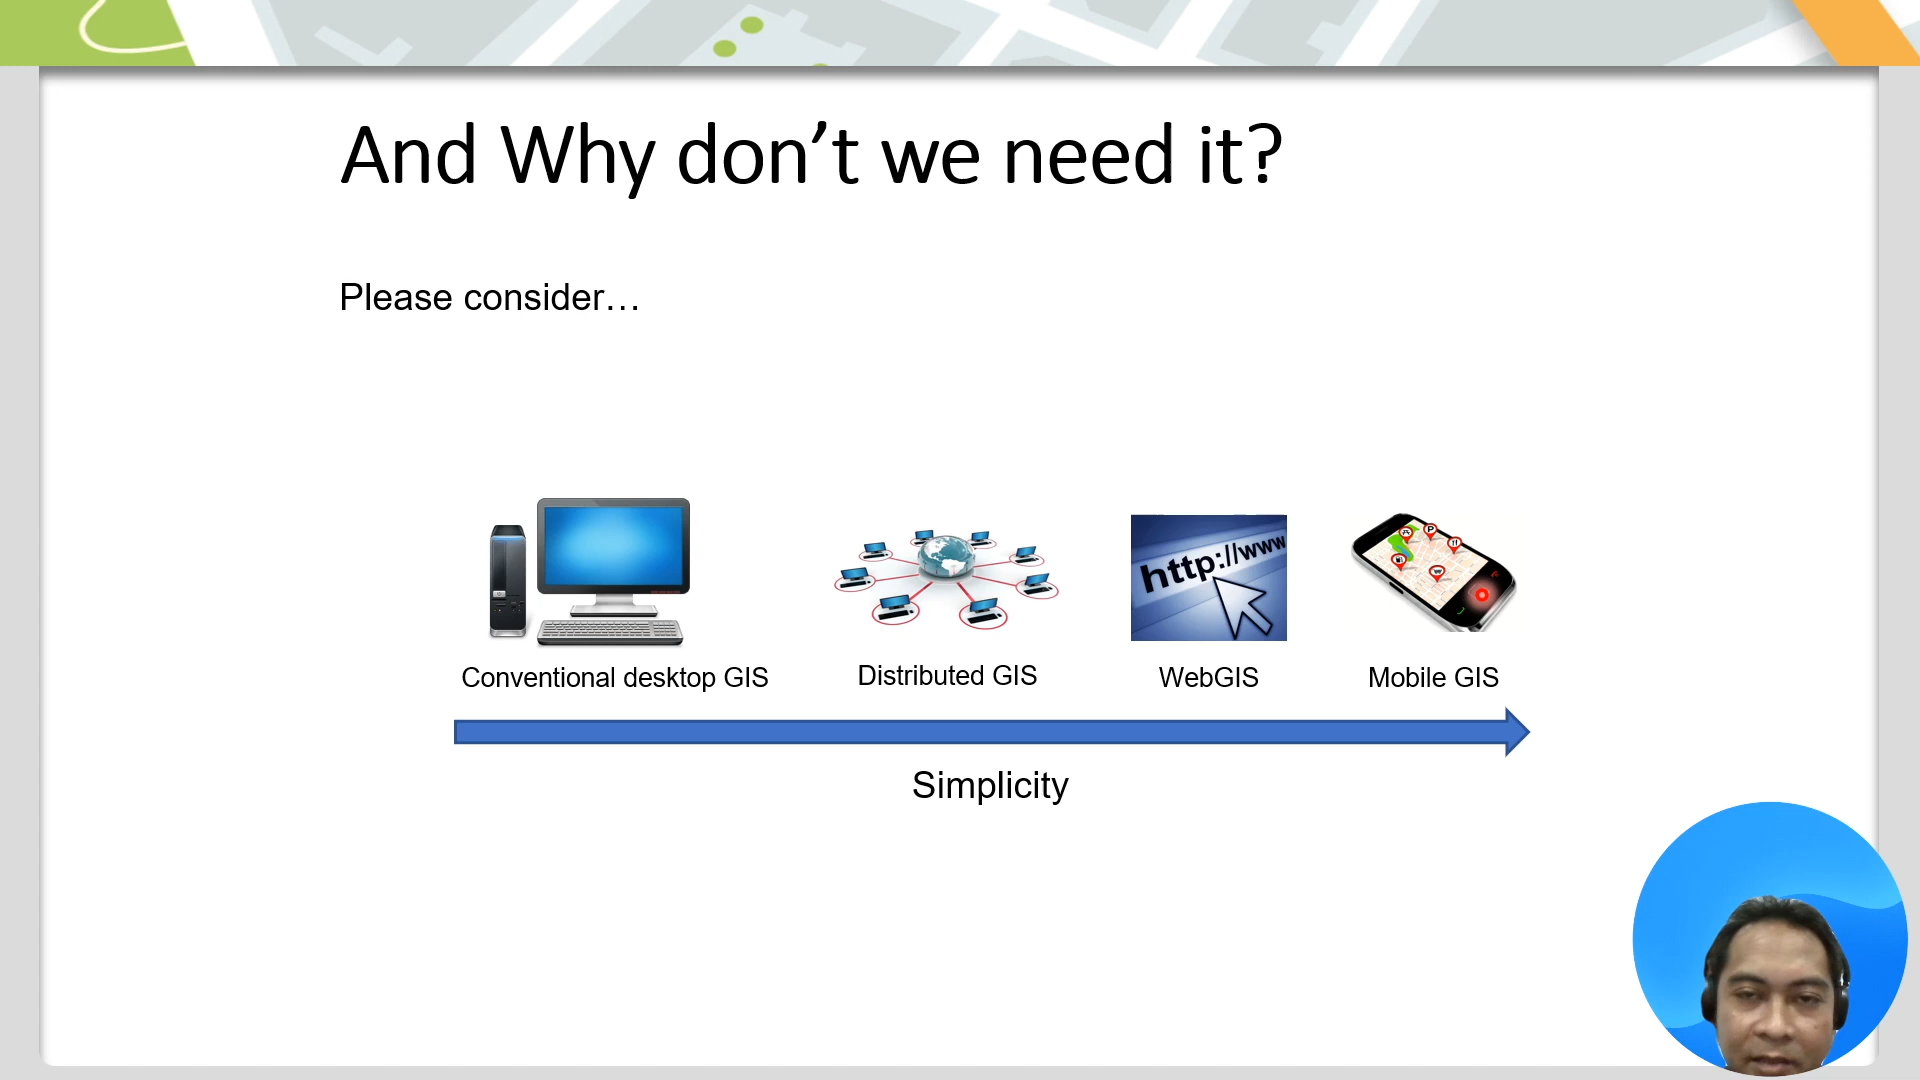 And Why don’t we need it?
Please consider…
http://www
P
Conventional desktop GIS
Distributed GIS
WebGIS
Mobile GIS
Simplicity